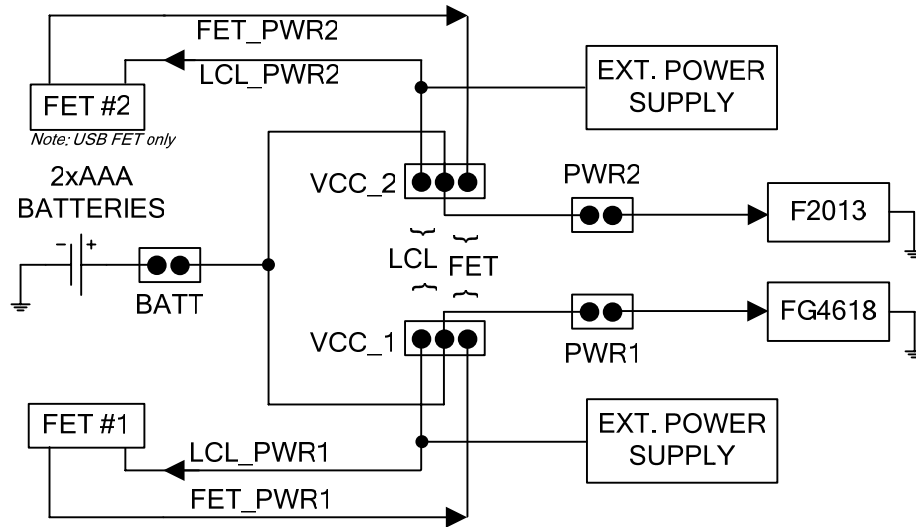 FET_PWR2
LCL_PWR2
EXT. POWER
SUPPLY
FET #2
Note: USB FET only
2xAAA
BATTERIES
VCC_2
PWR2
F2013
- +
LCL FET
BATT
FG4618
VCC_1
PWR1
FET #1
EXT. POWER
SUPPLY
LCL_PWR1
FET_PWR1